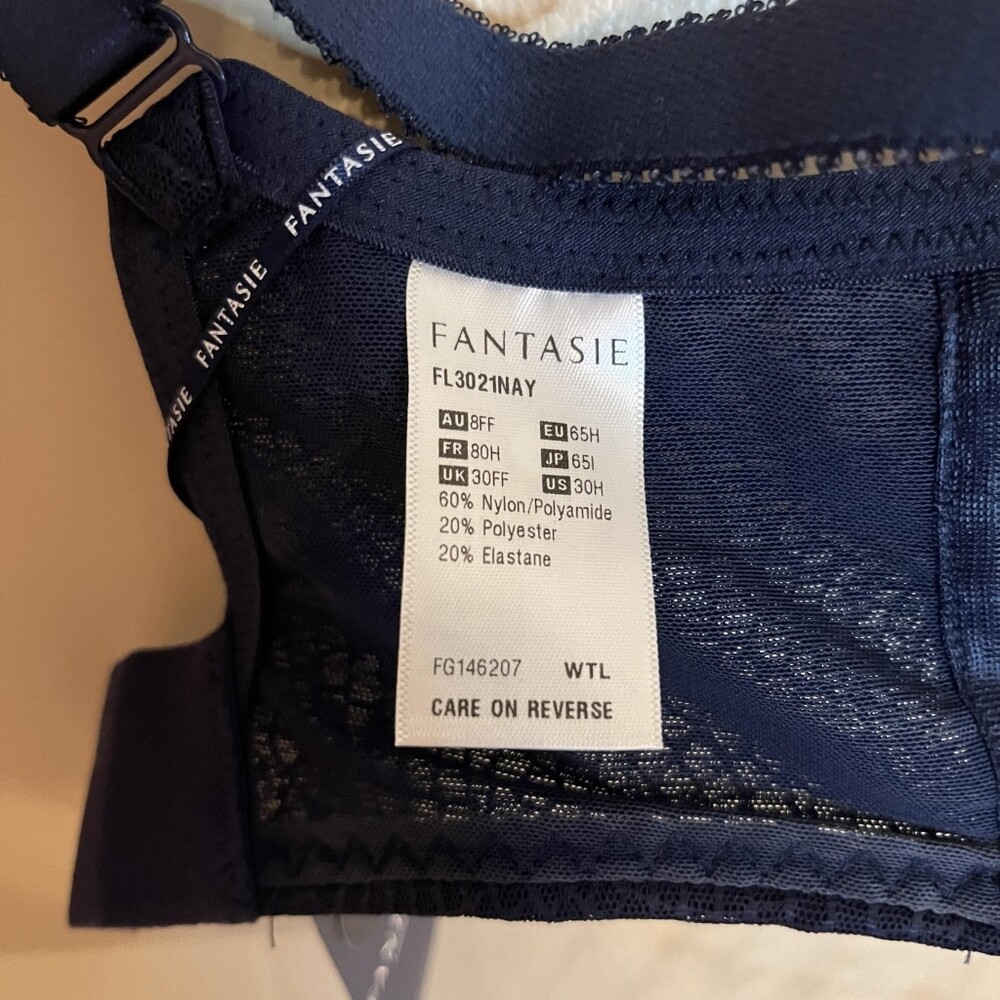 FANTASIE
FANTASIE
FANTASIE
FL3021NAY
AU 8FF EU 65H
FR 80H JP 65I
UK 30FF US 30H
60% Nylon/Polyamide
20% Polyester
20% Elastane
FG146207 WTL
CARE ON REVERSE